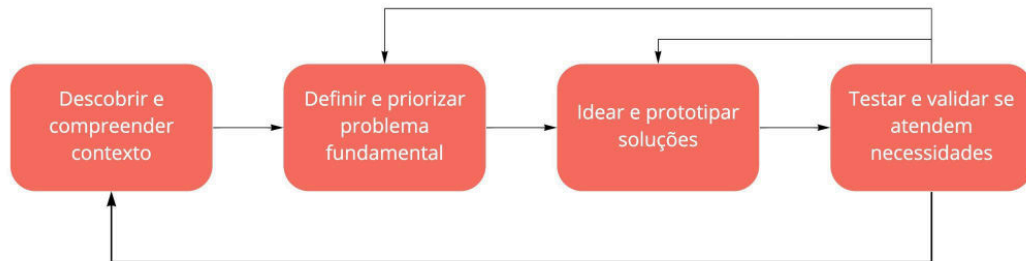 Descobrir e
compreender
contexto
Definir e priorizar
problema
fundamental
Idear e prototipar
soluções
Testar e validar se
atendem
necessidades